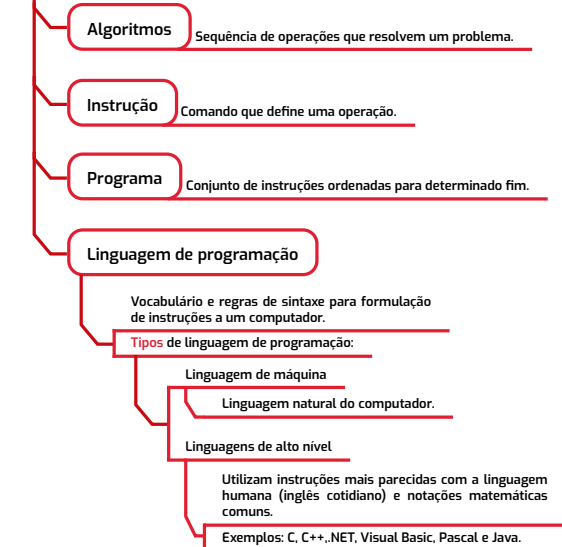 Algoritmos
Sequência de operações que resolvem um problema.
Instrução
Comando que define uma operação.
Programa
Conjunto de instruções ordenadas para determinado fim.
Linguagem de programação
Vocabulário e regras de sintaxe para formulação
de instruções a um computador.
Tipos de linguagem de programação:
Linguagem de máquina
Linguagem natural do computador.
Linguagens de alto nível
Utilizam instruções mais parecidas com a linguagem
humana (inglês cotidiano) e notações matemáticas
comuns.
Exemplos: C, C++,.NET, Visual Basic, Pascal e Java.